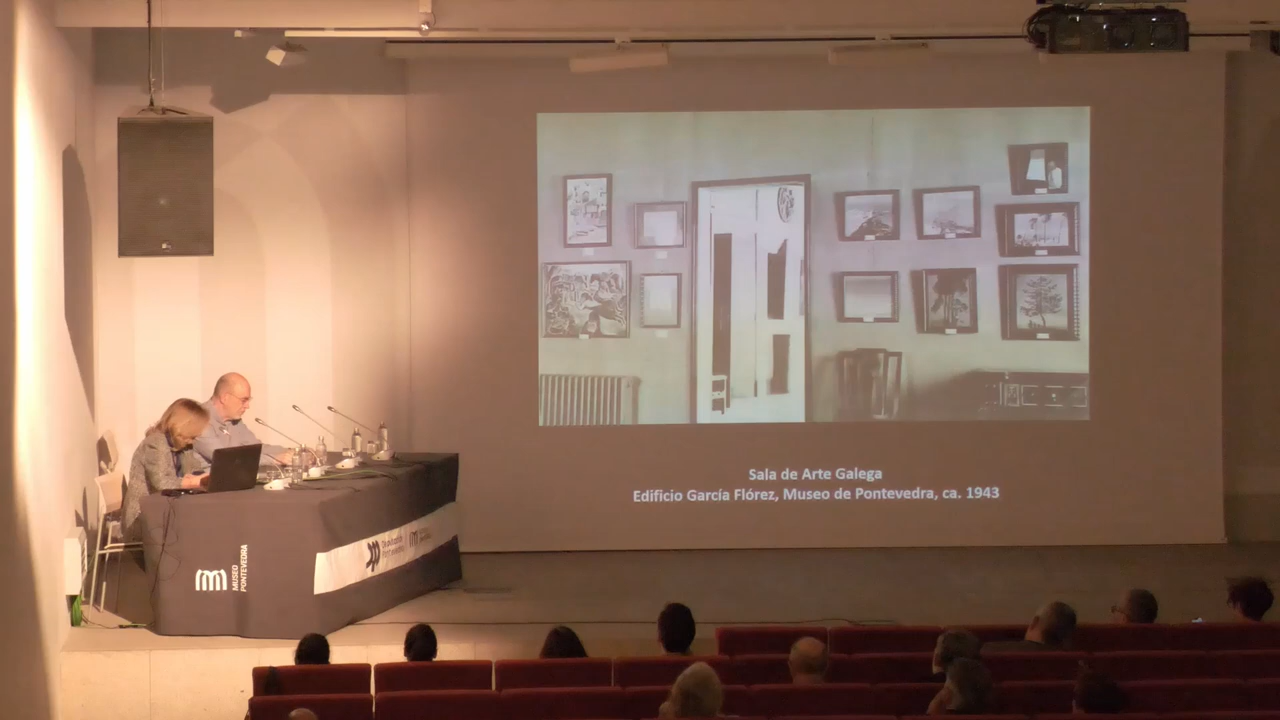 Sala de Arte Galega
Edificio García Flórez, Museo de Pontevedra, ca. 1943
MUSEO
PONTEVEDRA